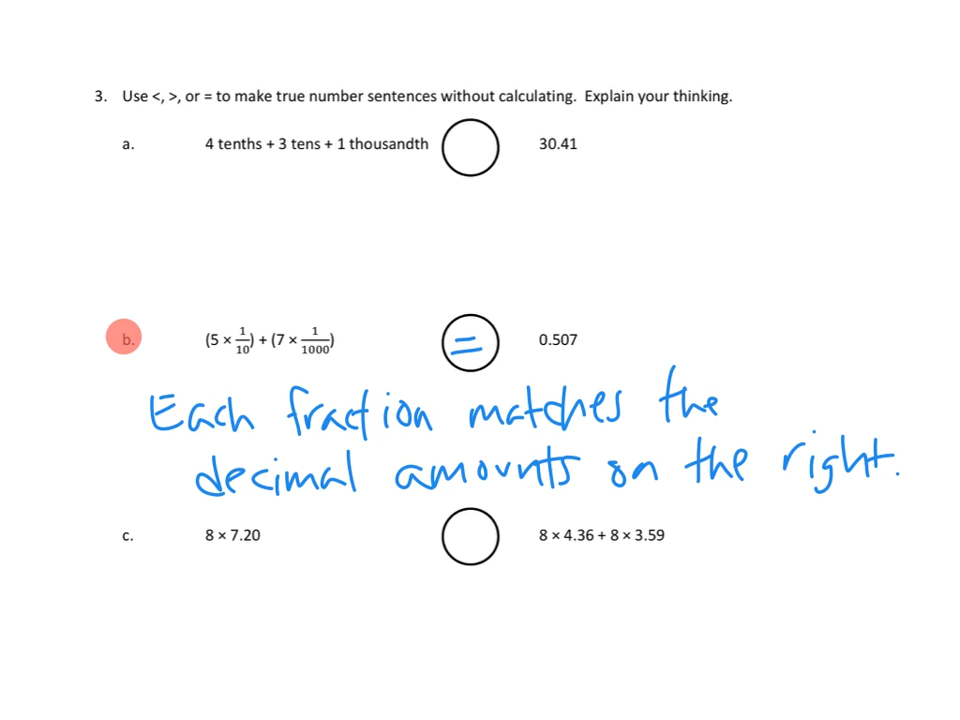 3. Use <, >, or = to make true number sentences without calculating. Explain your thinking.
a. 4 tenths + 3 tens + 1 thousandth 30.41
b. (5 × 1/10) + (7 × 1/1000) = 0.507
Each fraction matches the
decimal amounts on the right.
c. 8 × 7.20 8 × 4.36 + 8 × 3.59